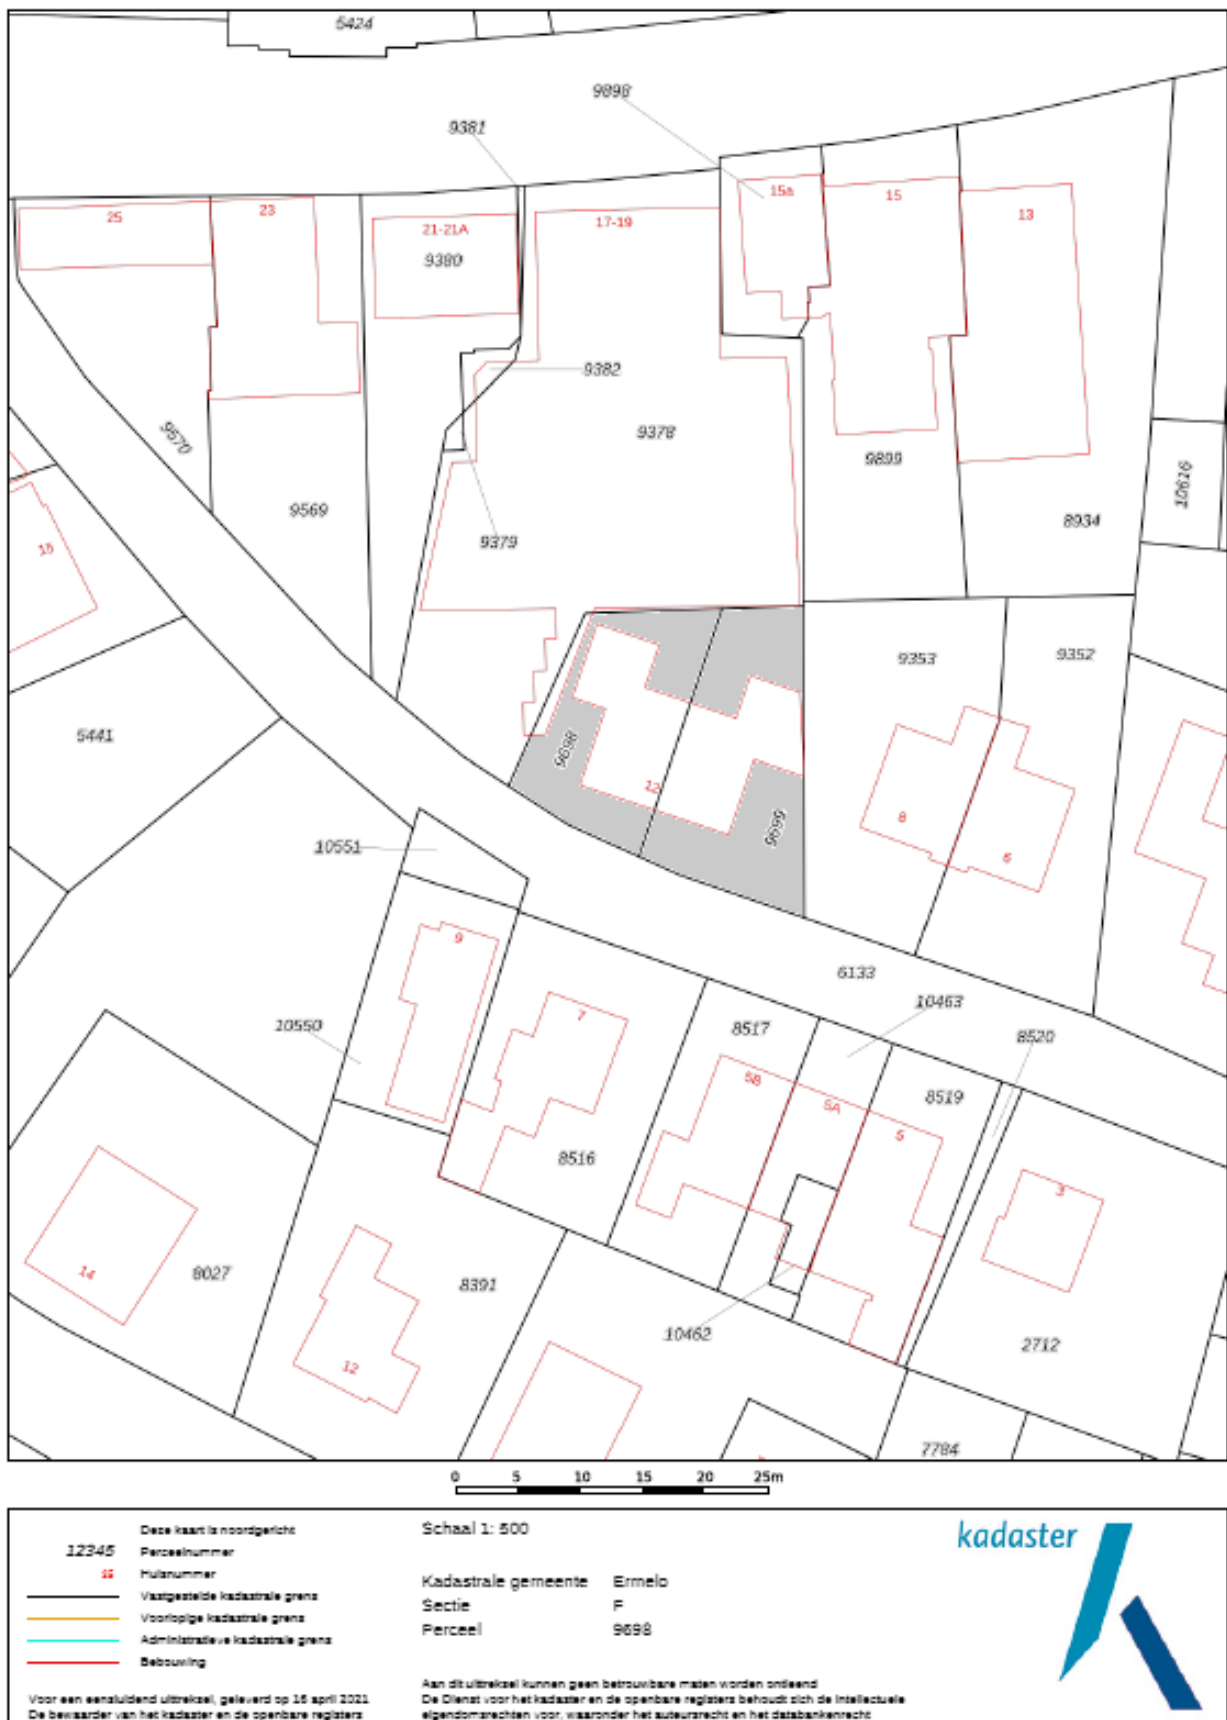 5424
9898
9381
25
23
21-21A
9380
17-19
15a
15
13
9382
9378
9570
9899
10616
9569
8934
9379
15
9353
9352
5441
9698
12
9699
8
6
10551
9
6133
10463
7
8517
10550
8520
5B
5A
8519
5
8516
3
14
8027
8391
12
10462
2712
7784
0 5 10 15 20 25m
Deze kaart is noordgericht
12345 Perceelnummer
25 Huisnummer
Vastgestelde kadastrale grens
Voorlopige kadastrale grens
Administratieve kadastrale grens
Bebouwing
Voor een eensluidend uittreksel, geleverd op 16 april 2021
De bewaarder van het kadaster en de openbare registers
Schaal 1: 500
Kadastrale gemeente Ermelo
Sectie F
Perceel 9698
Aan dit uittreksel kunnen geen betrouwbare maten worden ontleend
De Dienst voor het kadaster en de openbare registers behoudt zich de intellectuele
eigendomsrechten voor, waaronder het auteursrecht en het databankenrecht
kadaster